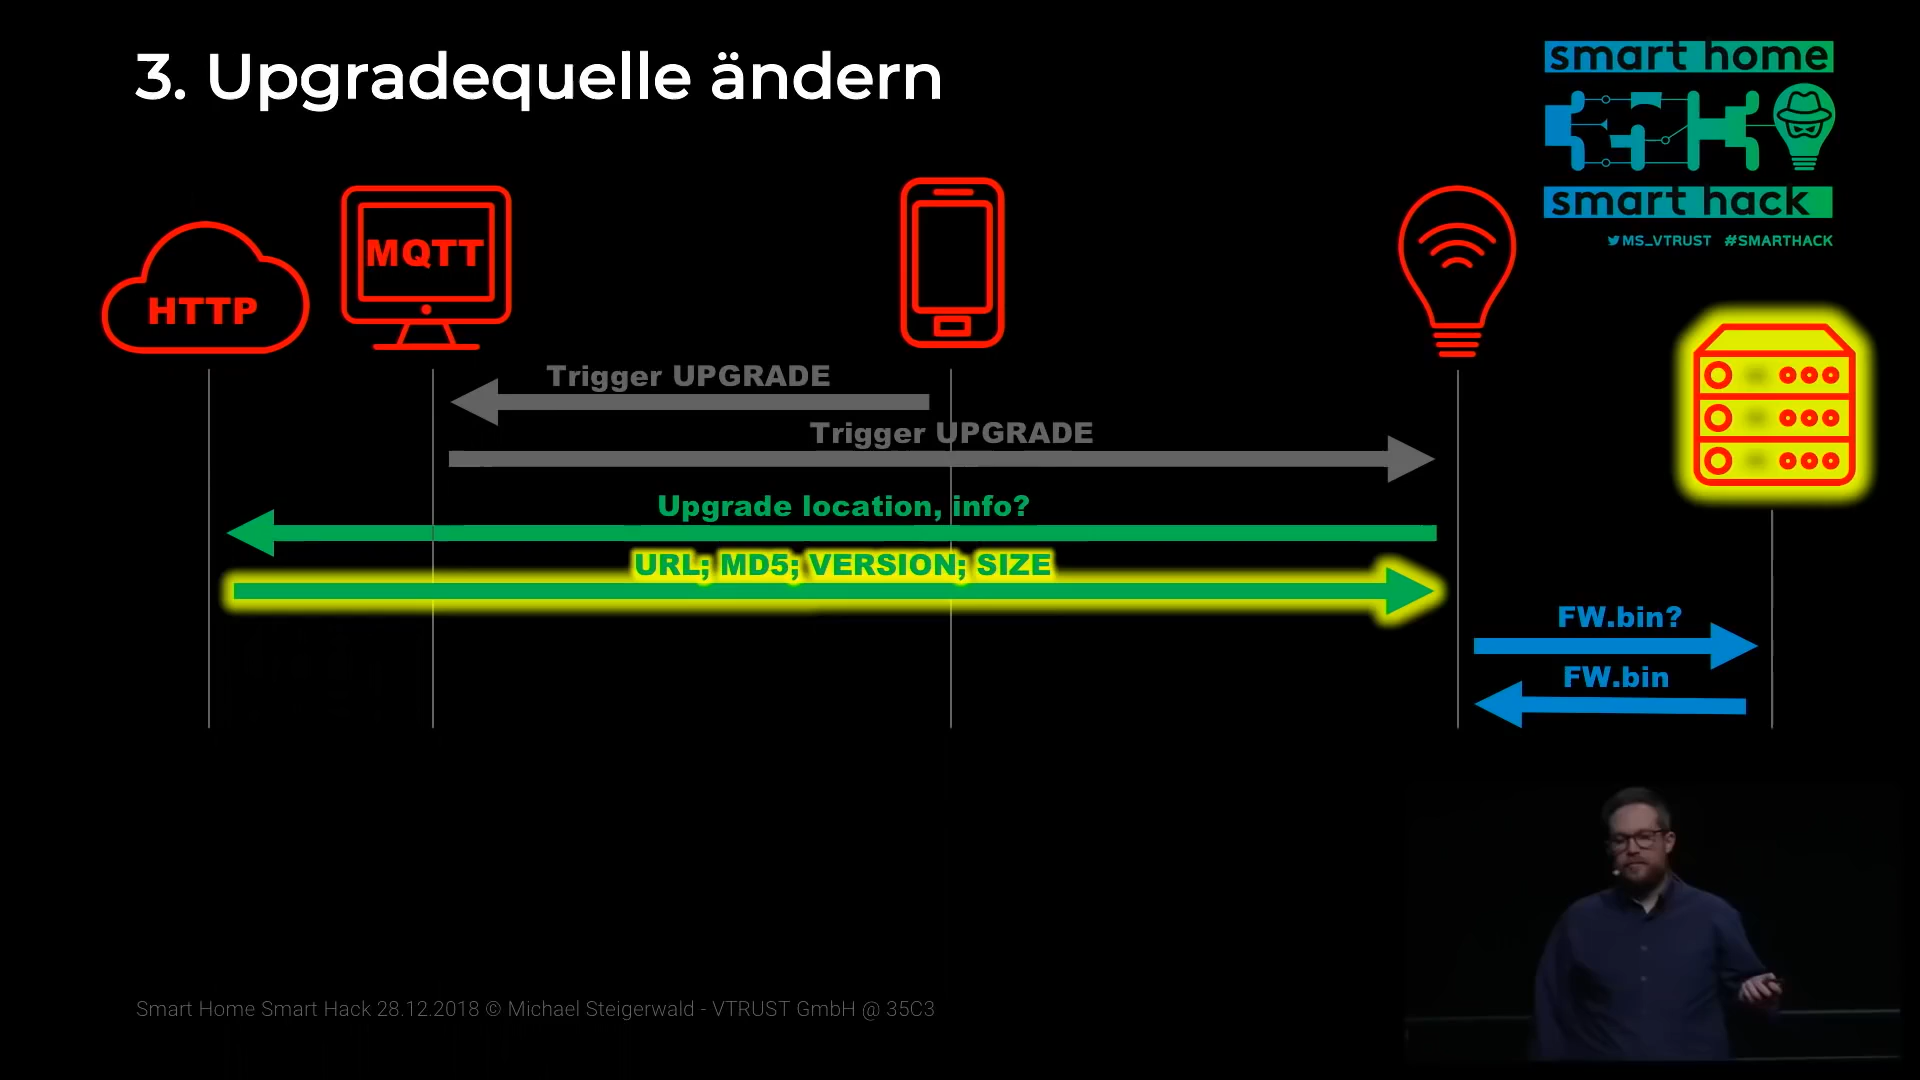 3. Upgradequelle ändern
smart home
smart hack
MS_VTRUST #SMARTHACK
HTTP
MQTT
Trigger UPGRADE
Trigger UPGRADE
Upgrade location, info?
URL; MD5; VERSION; SIZE
FW.bin?
FW.bin
Smart Home Smart Hack 28.12.2018 © Michael Steigerwald - VTRUST GmbH @ 35C3